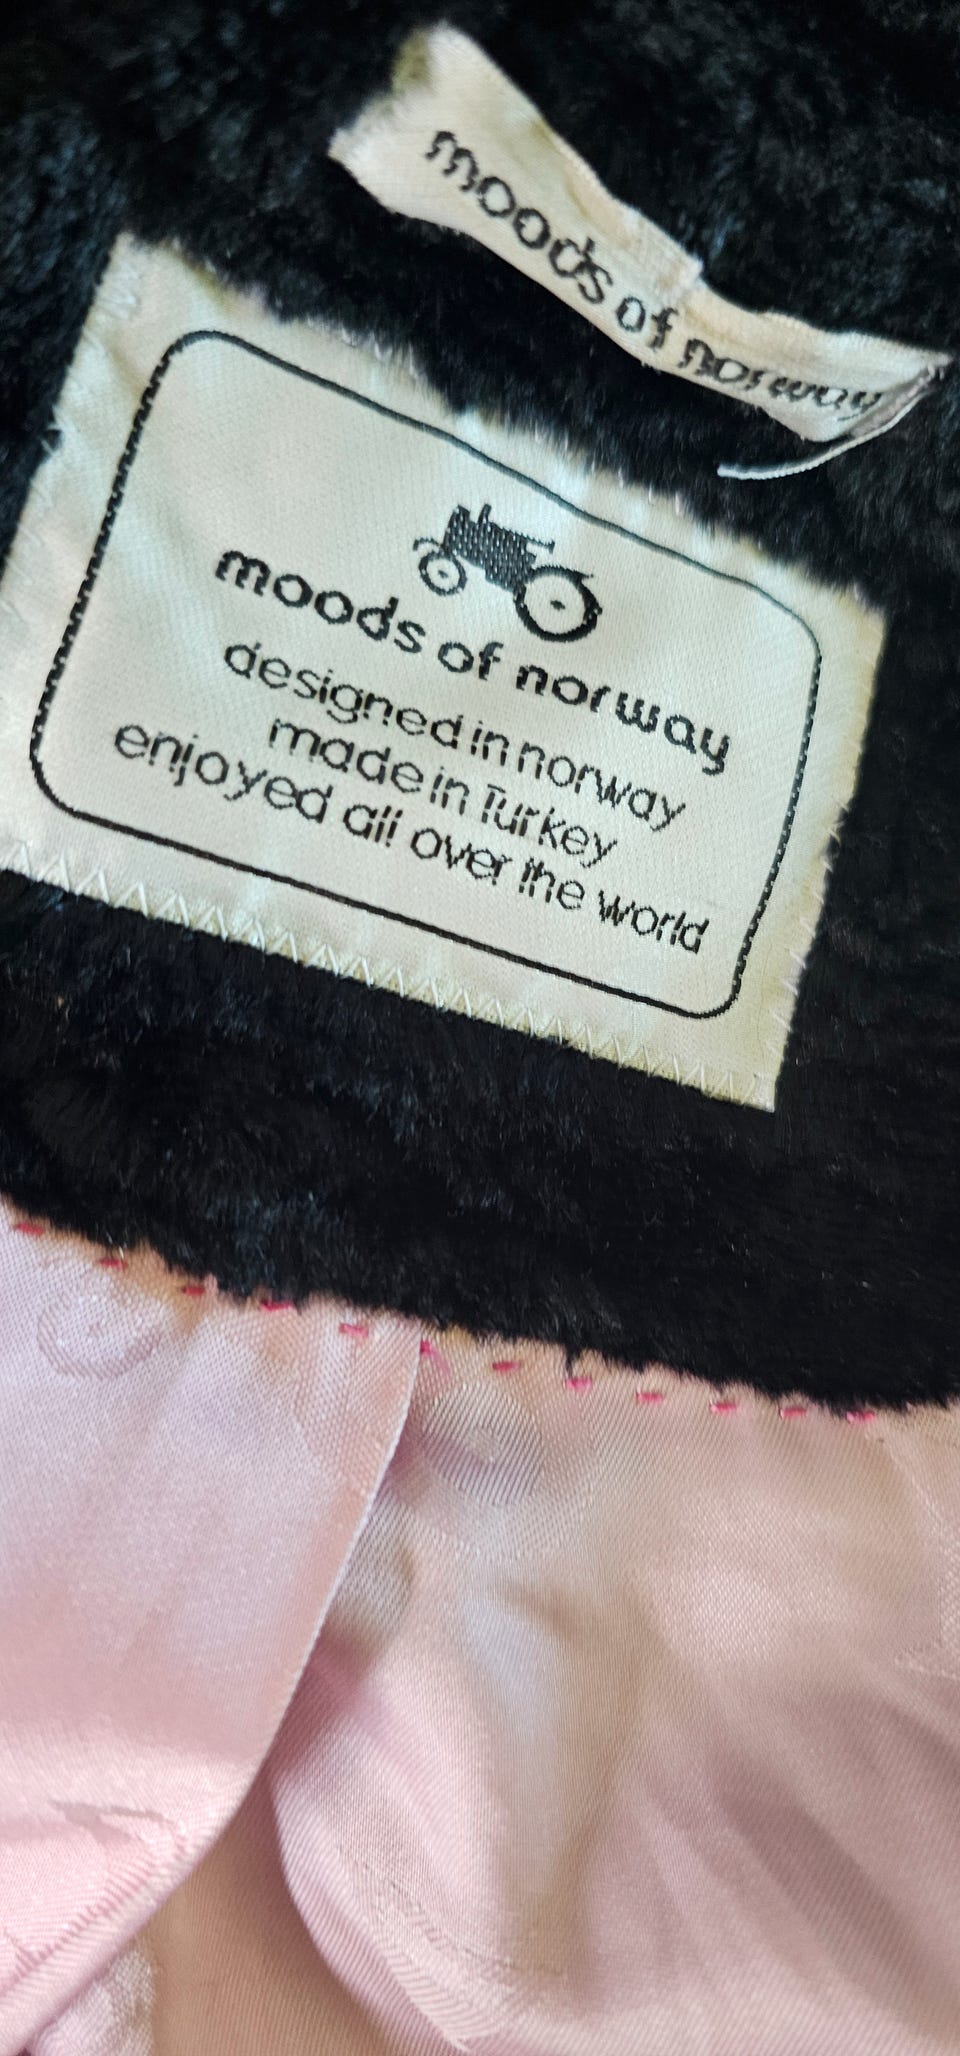 moods of norway
moods of norway
designed in norway
made in Turkey
enjoyed all over the world